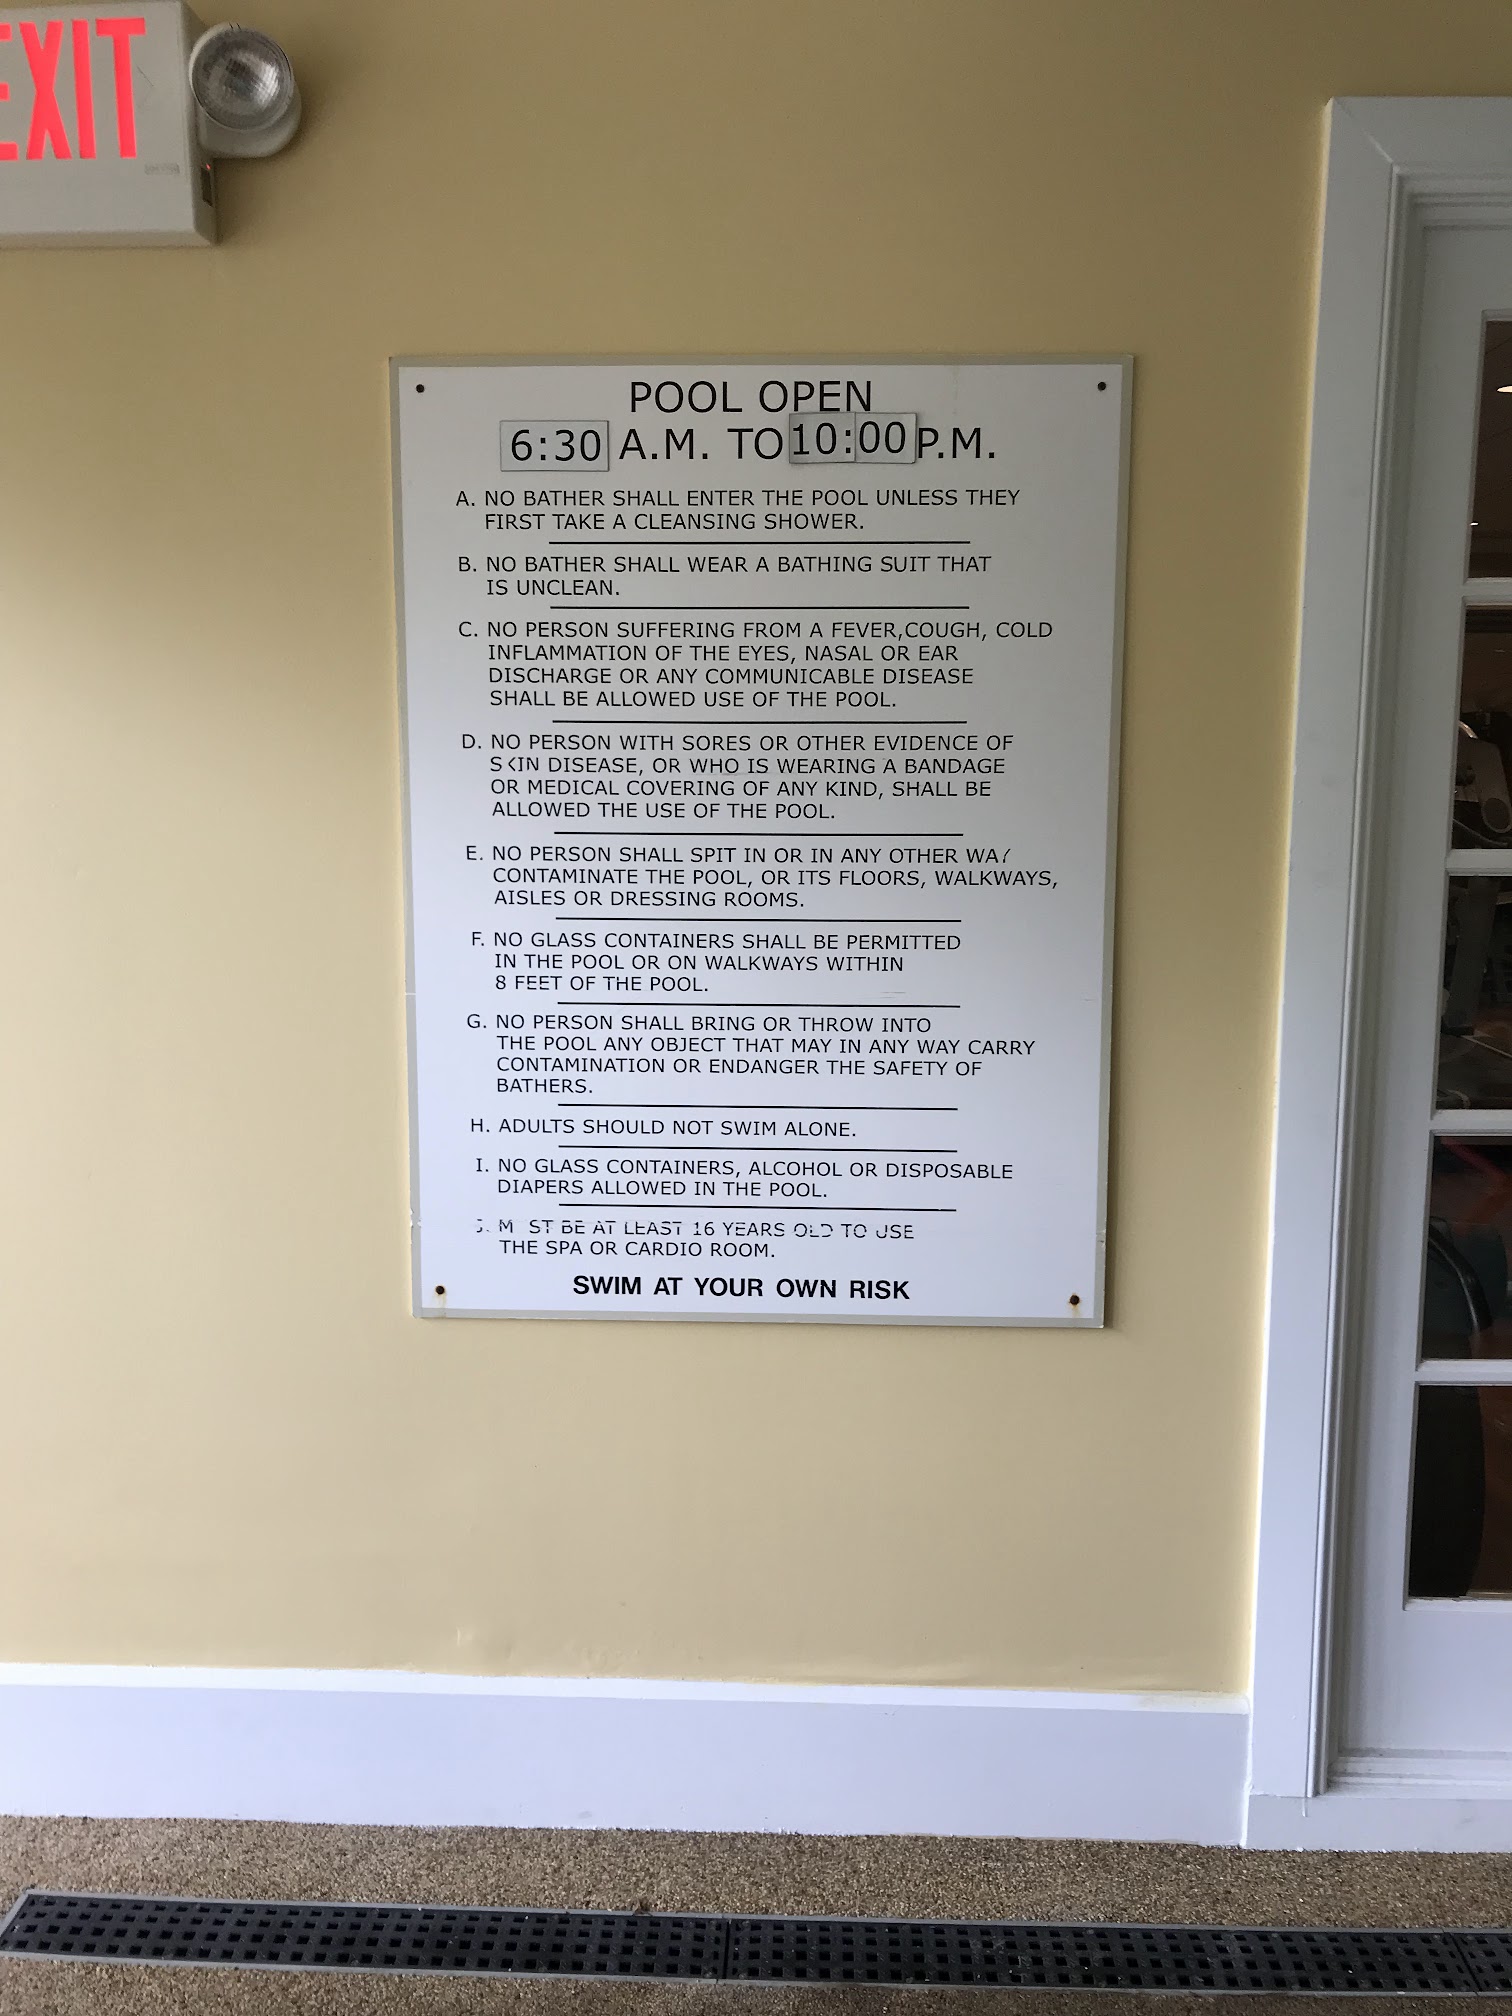 EXIT
POOL OPEN
6:30 A.M. TO 10:00 P.M.
A. NO BATHER SHALL ENTER THE POOL UNLESS THEY
FIRST TAKE A CLEANSING SHOWER.
B. NO BATHER SHALL WEAR A BATHING SUIT THAT
IS UNCLEAN.
C. NO PERSON SUFFERING FROM A FEVER,COUGH, COLD
INFLAMMATION OF THE EYES, NASAL OR EAR
DISCHARGE OR ANY COMMUNICABLE DISEASE
SHALL BE ALLOWED USE OF THE POOL.
D. NO PERSON WITH SORES OR OTHER EVIDENCE OF
SKIN DISEASE, OR WHO IS WEARING A BANDAGE
OR MEDICAL COVERING OF ANY KIND, SHALL BE
ALLOWED THE USE OF THE POOL.
E. NO PERSON SHALL SPIT IN OR IN ANY OTHER WAY
CONTAMINATE THE POOL, OR ITS FLOORS, WALKWAYS,
AISLES OR DRESSING ROOMS.
F. NO GLASS CONTAINERS SHALL BE PERMITTED
IN THE POOL OR ON WALKWAYS WITHIN
8 FEET OF THE POOL.
G. NO PERSON SHALL BRING OR THROW INTO
THE POOL ANY OBJECT THAT MAY IN ANY WAY CARRY
CONTAMINATION OR ENDANGER THE SAFETY OF
BATHERS.
H. ADULTS SHOULD NOT SWIM ALONE.
I. NO GLASS CONTAINERS, ALCOHOL OR DISPOSABLE
DIAPERS ALLOWED IN THE POOL.
J. M ST BE AT LEAST 16 YEARS OLD TO USE
THE SPA OR CARDIO ROOM.
SWIM AT YOUR OWN RISK